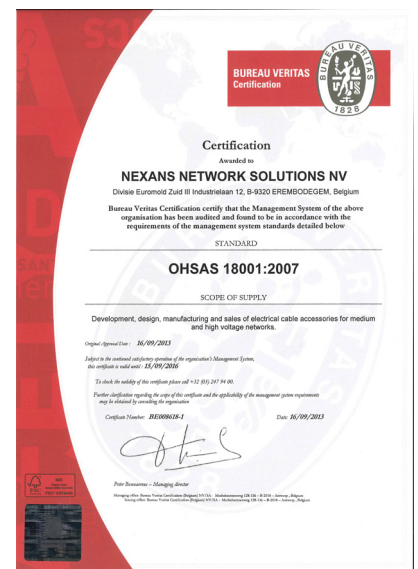 BUREAU VERITAS
Certification
BUREAU VERITAS
1828
Certification
Awarded to
NEXANS NETWORK SOLUTIONS NV
Divisie Euromold Zuid III Industrielaan 12, B-9320 EREMBODEGEM, Belgium
Bureau Veritas Certification certify that the Management System of the above
organisation has been audited and found to be in accordance with the
requirements of the management system standards detailed below
STANDARD
OHSAS 18001:2007
SCOPE OF SUPPLY
Development, design, manufacturing and sales of electrical cable accessories for medium
and high voltage networks.
Original Approval Date : 16/09/2013
Subject to the continued satisfactory operation of the organisation's Management System,
this certificate is valid until : 15/09/2016
To check the validity of this certificate please call +32 (03) 247 94 00.
Further clarification regarding the scope of this certificate and the applicability of the management system requirements
may be obtained by consulting the organisation
Certificate Number: BE008618-1
Date: 16/09/2013
– Managing director